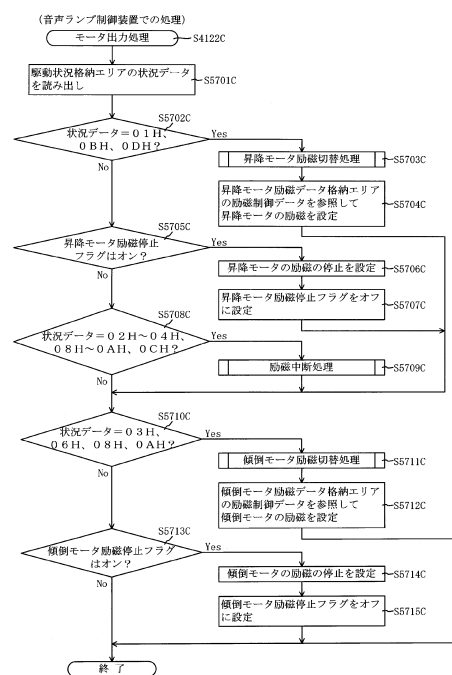 (音声ランプ制御装置での処理)
モータ出力処理
S4122C
駆動状況格納エリアの状況データ
を読み出し
S5701C
S5702C
状況データ=01H、
0BH、0DH?
Yes
No
昇降モータ励磁切替処理
S5703C
昇降モータ励磁データ格納エリア
の励磁制御データを参照して
昇降モータの励磁を設定
S5704C
S5705C
昇降モータ励磁停止
フラグはオン?
Yes
No
昇降モータの励磁の停止を設定
S5706C
昇降モータ励磁停止フラグをオフ
に設定
S5707C
S5708C
状況データ=02H~04H、
08H~0AH、0CH?
Yes
No
励磁中断処理
S5709C
S5710C
状況データ=03H、
06H、08H、0AH?
Yes
No
傾倒モータ励磁切替処理
S5711C
傾倒モータ励磁データ格納エリア
の励磁制御データを参照して
傾倒モータの励磁を設定
S5712C
S5713C
傾倒モータ励磁停止フラグ
はオン?
Yes
No
傾倒モータの励磁の停止を設定
S5714C
傾倒モータ励磁停止フラグをオフ
に設定
S5715C
終了